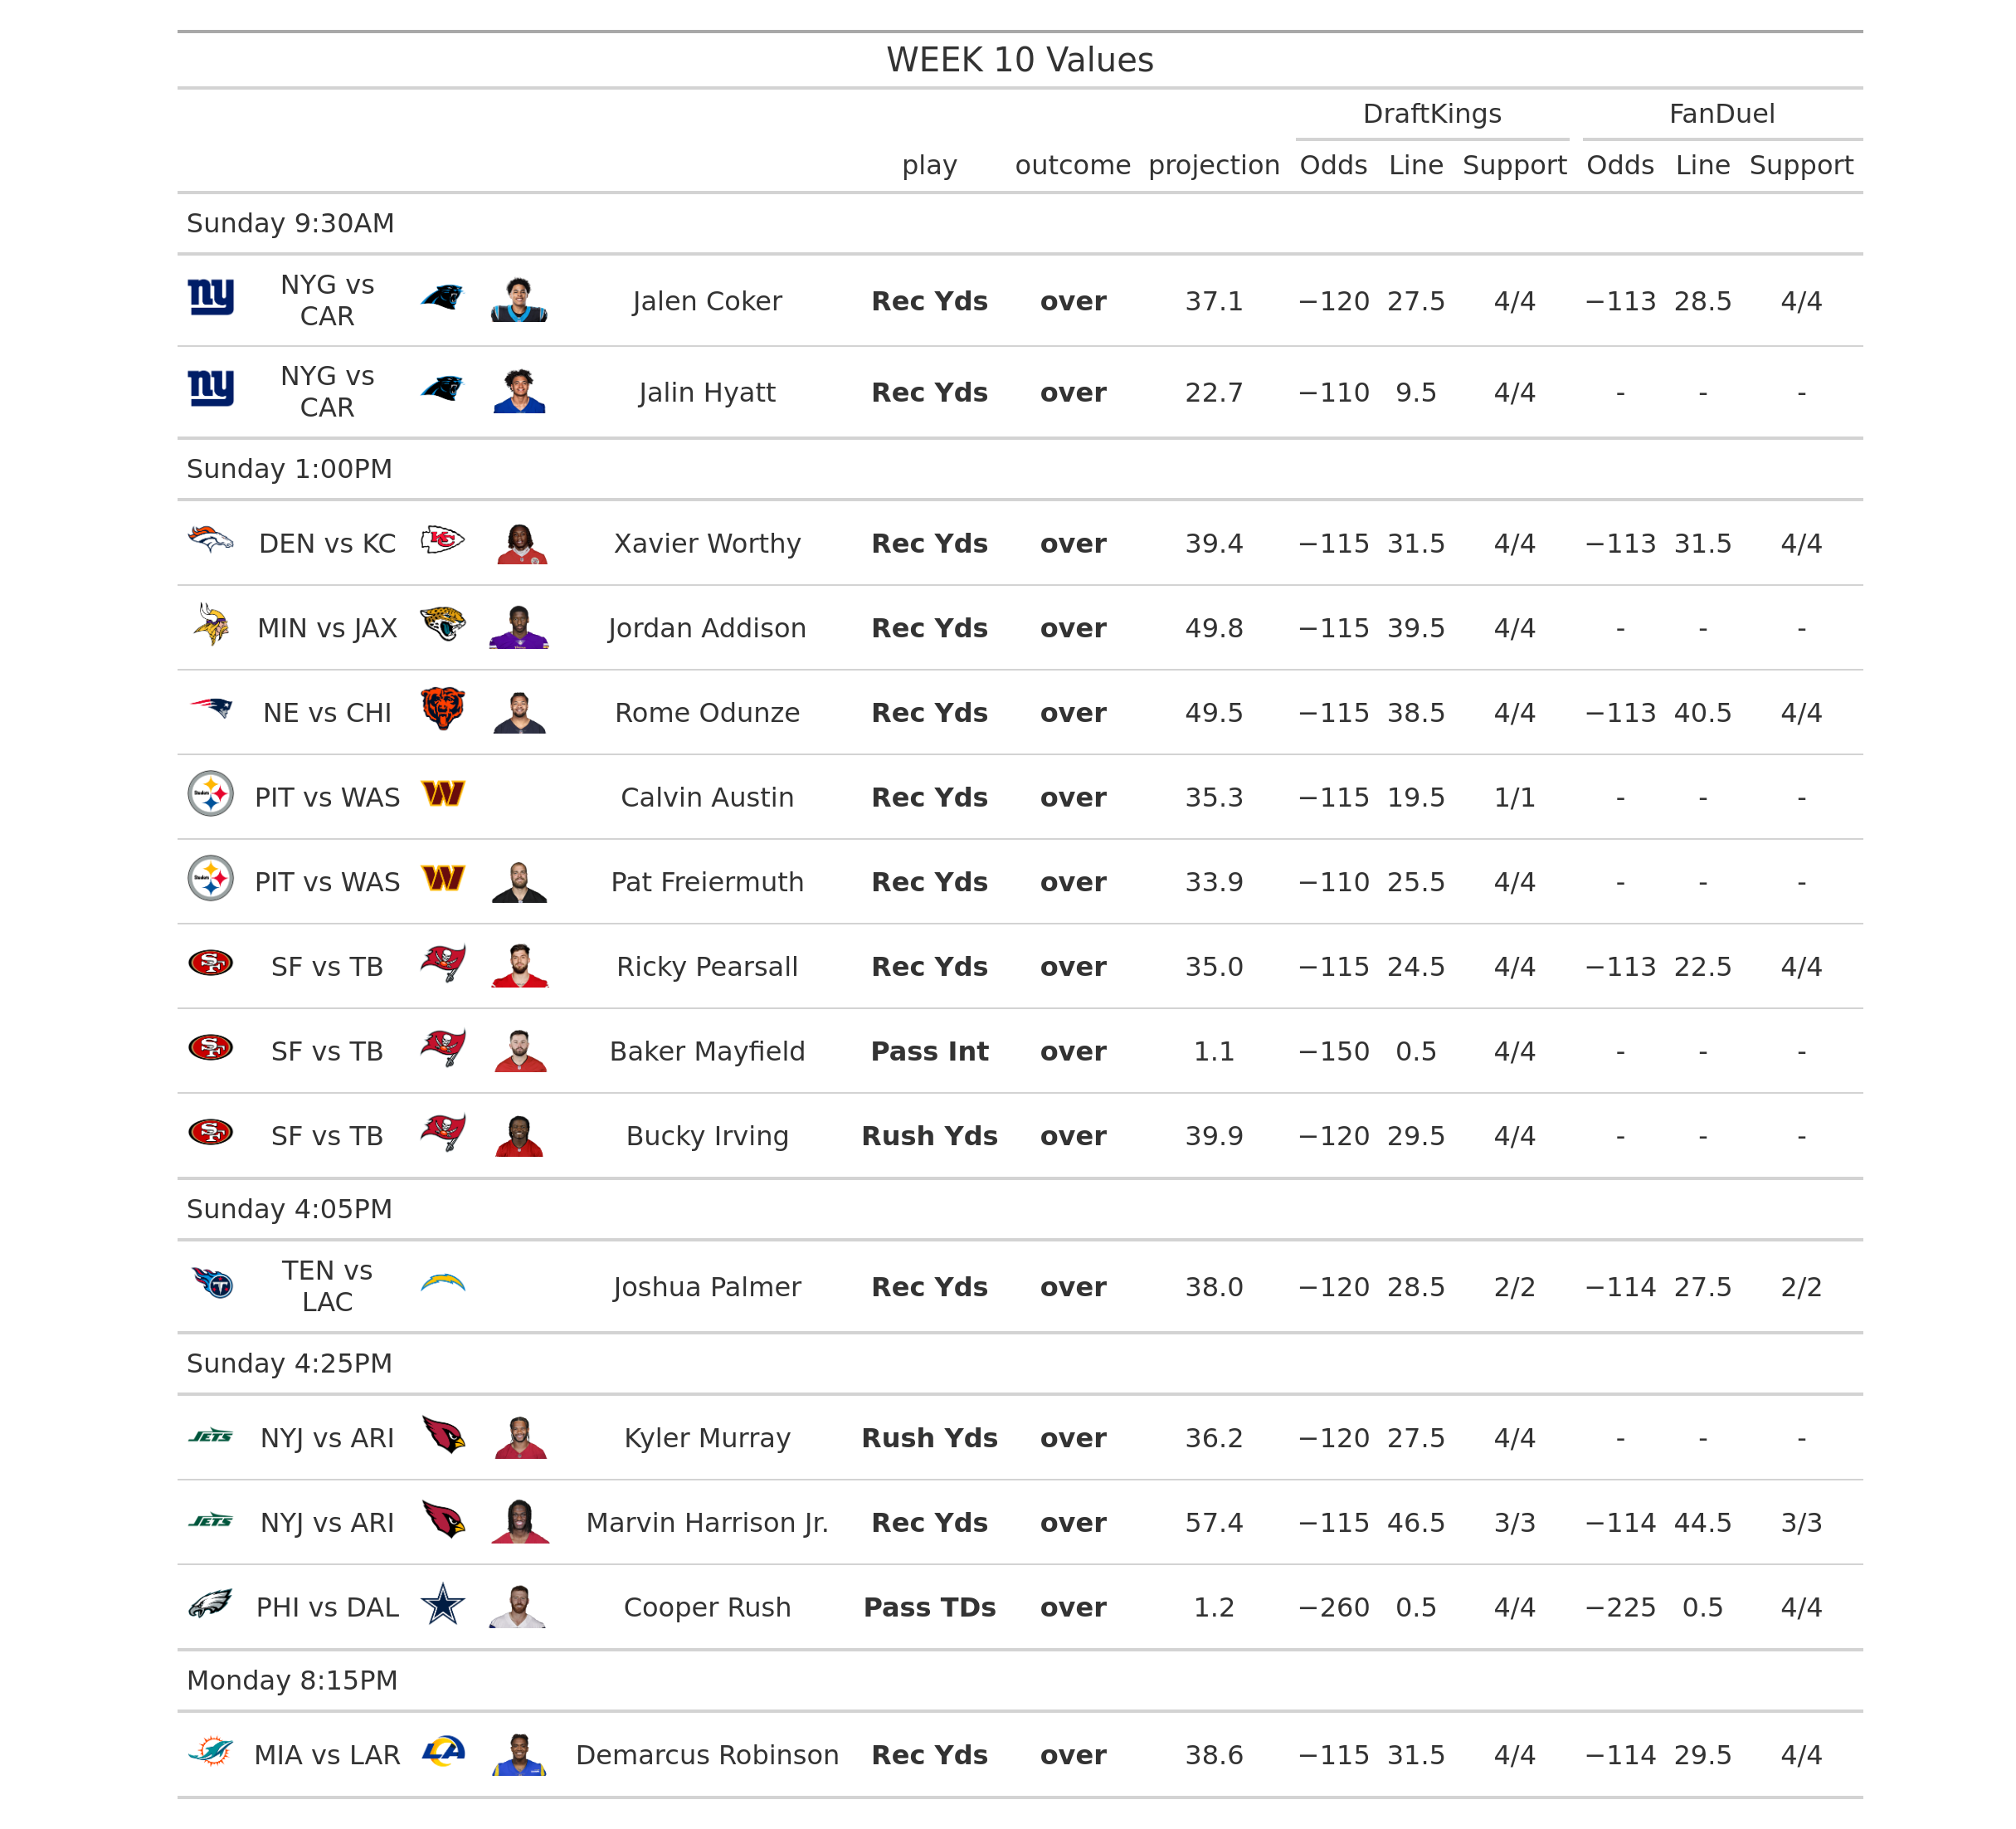 WEEK 10 Values
DraftKings FanDuel
play outcome projection Odds Line Support Odds Line Support
Sunday 9:30AM
NYG vs CAR Jalen Coker Rec Yds over 37.1 −120 27.5 4/4 −113 28.5 4/4
NYG vs CAR Jalin Hyatt Rec Yds over 22.7 −110 9.5 4/4 - - -
Sunday 1:00PM
DEN vs KC Xavier Worthy Rec Yds over 39.4 −115 31.5 4/4 −113 31.5 4/4
MIN vs JAX Jordan Addison Rec Yds over 49.8 −115 39.5 4/4 - - -
NE vs CHI Rome Odunze Rec Yds over 49.5 −115 38.5 4/4 −113 40.5 4/4
PIT vs WAS Calvin Austin Rec Yds over 35.3 −115 19.5 1/1 - - -
PIT vs WAS Pat Freiermuth Rec Yds over 33.9 −110 25.5 4/4 - - -
SF vs TB Ricky Pearsall Rec Yds over 35.0 −115 24.5 4/4 −113 22.5 4/4
SF vs TB Baker Mayfield Pass Int over 1.1 −150 0.5 4/4 - - -
SF vs TB Bucky Irving Rush Yds over 39.9 −120 29.5 4/4 - - -
Sunday 4:05PM
TEN vs LAC Joshua Palmer Rec Yds over 38.0 −120 28.5 2/2 −114 27.5 2/2
Sunday 4:25PM
NYJ vs ARI Kyler Murray Rush Yds over 36.2 −120 27.5 4/4 - - -
NYJ vs ARI Marvin Harrison Jr. Rec Yds over 57.4 −115 46.5 3/3 −114 44.5 3/3
PHI vs DAL Cooper Rush Pass TDs over 1.2 −260 0.5 4/4 −225 0.5 4/4
Monday 8:15PM
MIA vs LAR Demarcus Robinson Rec Yds over 38.6 −115 31.5 4/4 −114 29.5 4/4